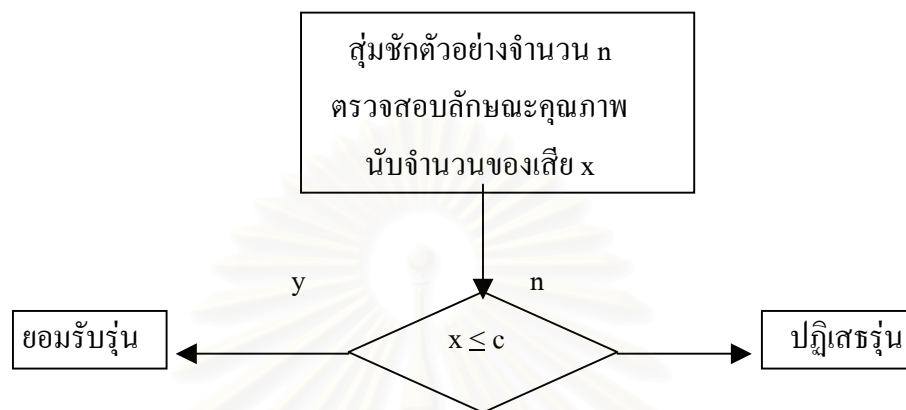 สุ่มชักตัวอย่างจำนวน n
ตรวจสอบลักษณะคุณภาพ
นับจำนวนของเสีย x
y
n
ยอมรับรุ่น
x ≤ c
ปฏิเสธรุ่น